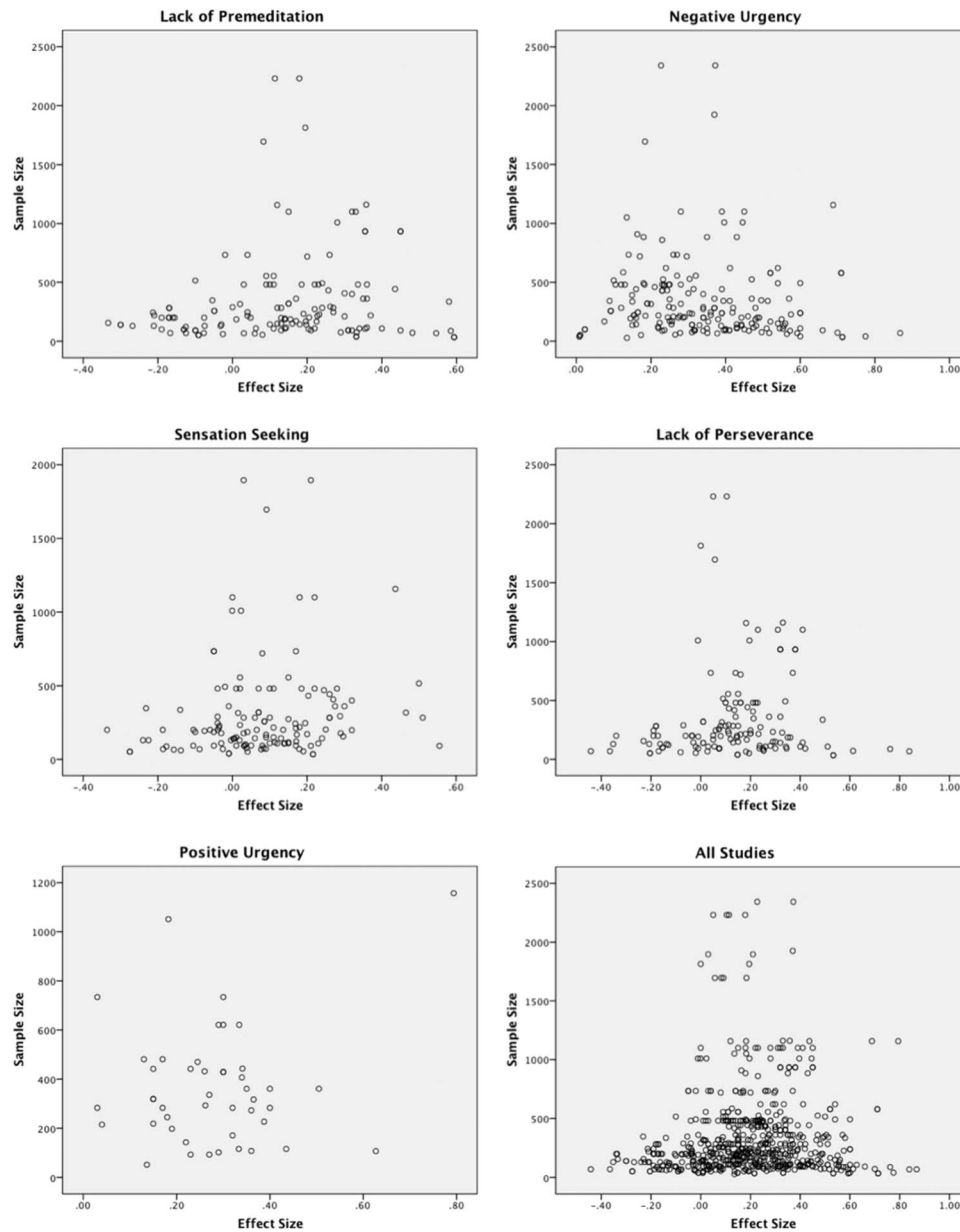 Lack of Premeditation
Sample Size
2500
2000
1500
1000
500
0
-.40 -.20 .00 .20 .40 .60
Effect Size
Negative Urgency
Sample Size
2500
2000
1500
1000
500
0
.00 .20 .40 .60 .80 1.00
Effect Size
Sensation Seeking
Sample Size
2000
1500
1000
500
0
-.40 -.20 .00 .20 .40 .60
Effect Size
Lack of Perseverance
Sample Size
2500
2000
1500
1000
500
0
-.40 -.20 .00 .20 .40 .60 .80 1.00
Effect Size
Positive Urgency
Sample Size
1200
1000
800
600
400
200
0
.00 .20 .40 .60 .80
Effect Size
All Studies
Sample Size
2500
2000
1500
1000
500
0
-.40 -.20 .00 .20 .40 .60 .80 1.00
Effect Size